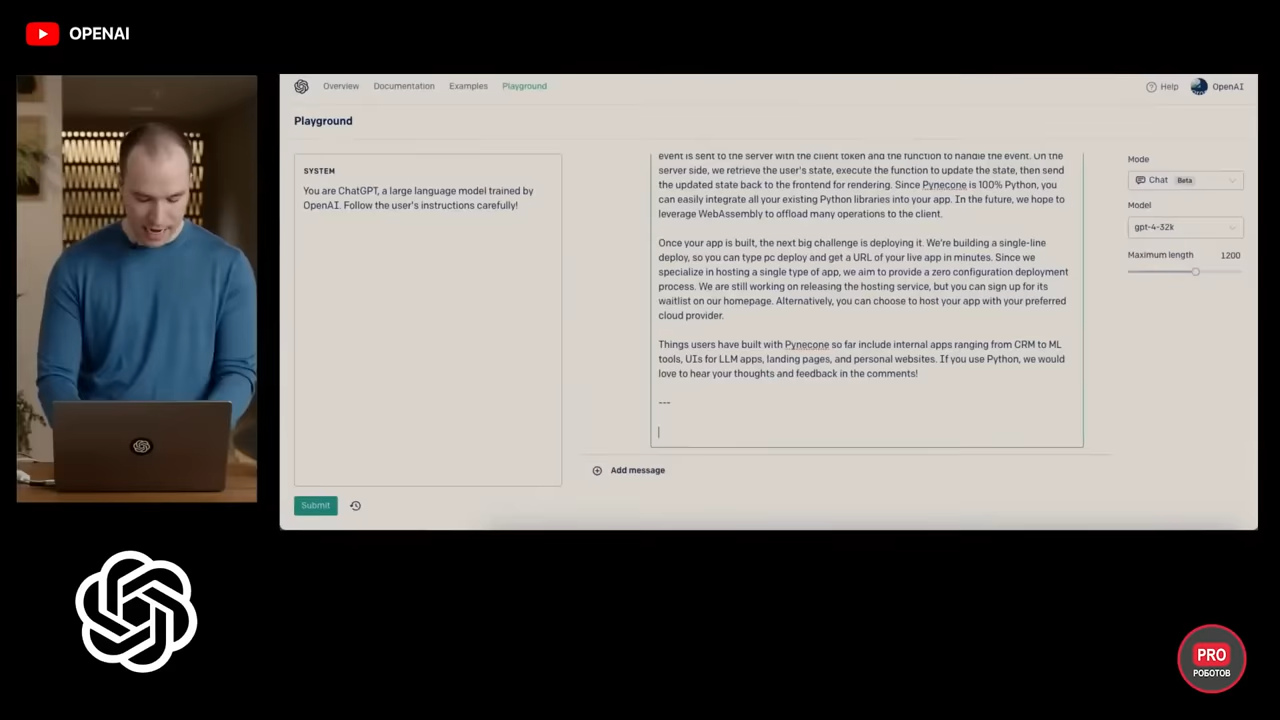 OPENAI
Overview Documentation Examples Playground
Help OpenAI
Playground
SYSTEM
You are ChatGPT, a large language model trained by
OpenAI. Follow the user's instructions carefully!
event is sent to the server with the client token and the function to handle the event. On the
server side, we retrieve the user's state, execute the function to update the state, then send
the updated state back to the frontend for rendering. Since Pynecone is 100% Python, you
can easily integrate all your existing Python libraries into your app. In the future, we hope to
leverage WebAssembly to offload many operations to the client.
Once your app is built, the next big challenge is deploying it. We're building a single-line
deploy, so you can type pc deploy and get a URL of your live app in minutes. Since we
specialize in hosting a single type of app, we aim to provide a zero configuration deployment
process. We are still working on releasing the hosting service, but you can sign up for its
waitlist on our homepage. Alternatively, you can choose to host your app with your preferred
cloud provider.
Things users have built with Pynecone so far include internal apps ranging from CRM to ML
tools, UIs for LLM apps, landing pages, and personal websites. If you use Python, we would
love to hear your thoughts and feedback in the comments!
---
Add message
Submit
Mode
Chat Beta
Model
gpt-4-32k
Maximum length 1200
PRO
РОБОТОВ